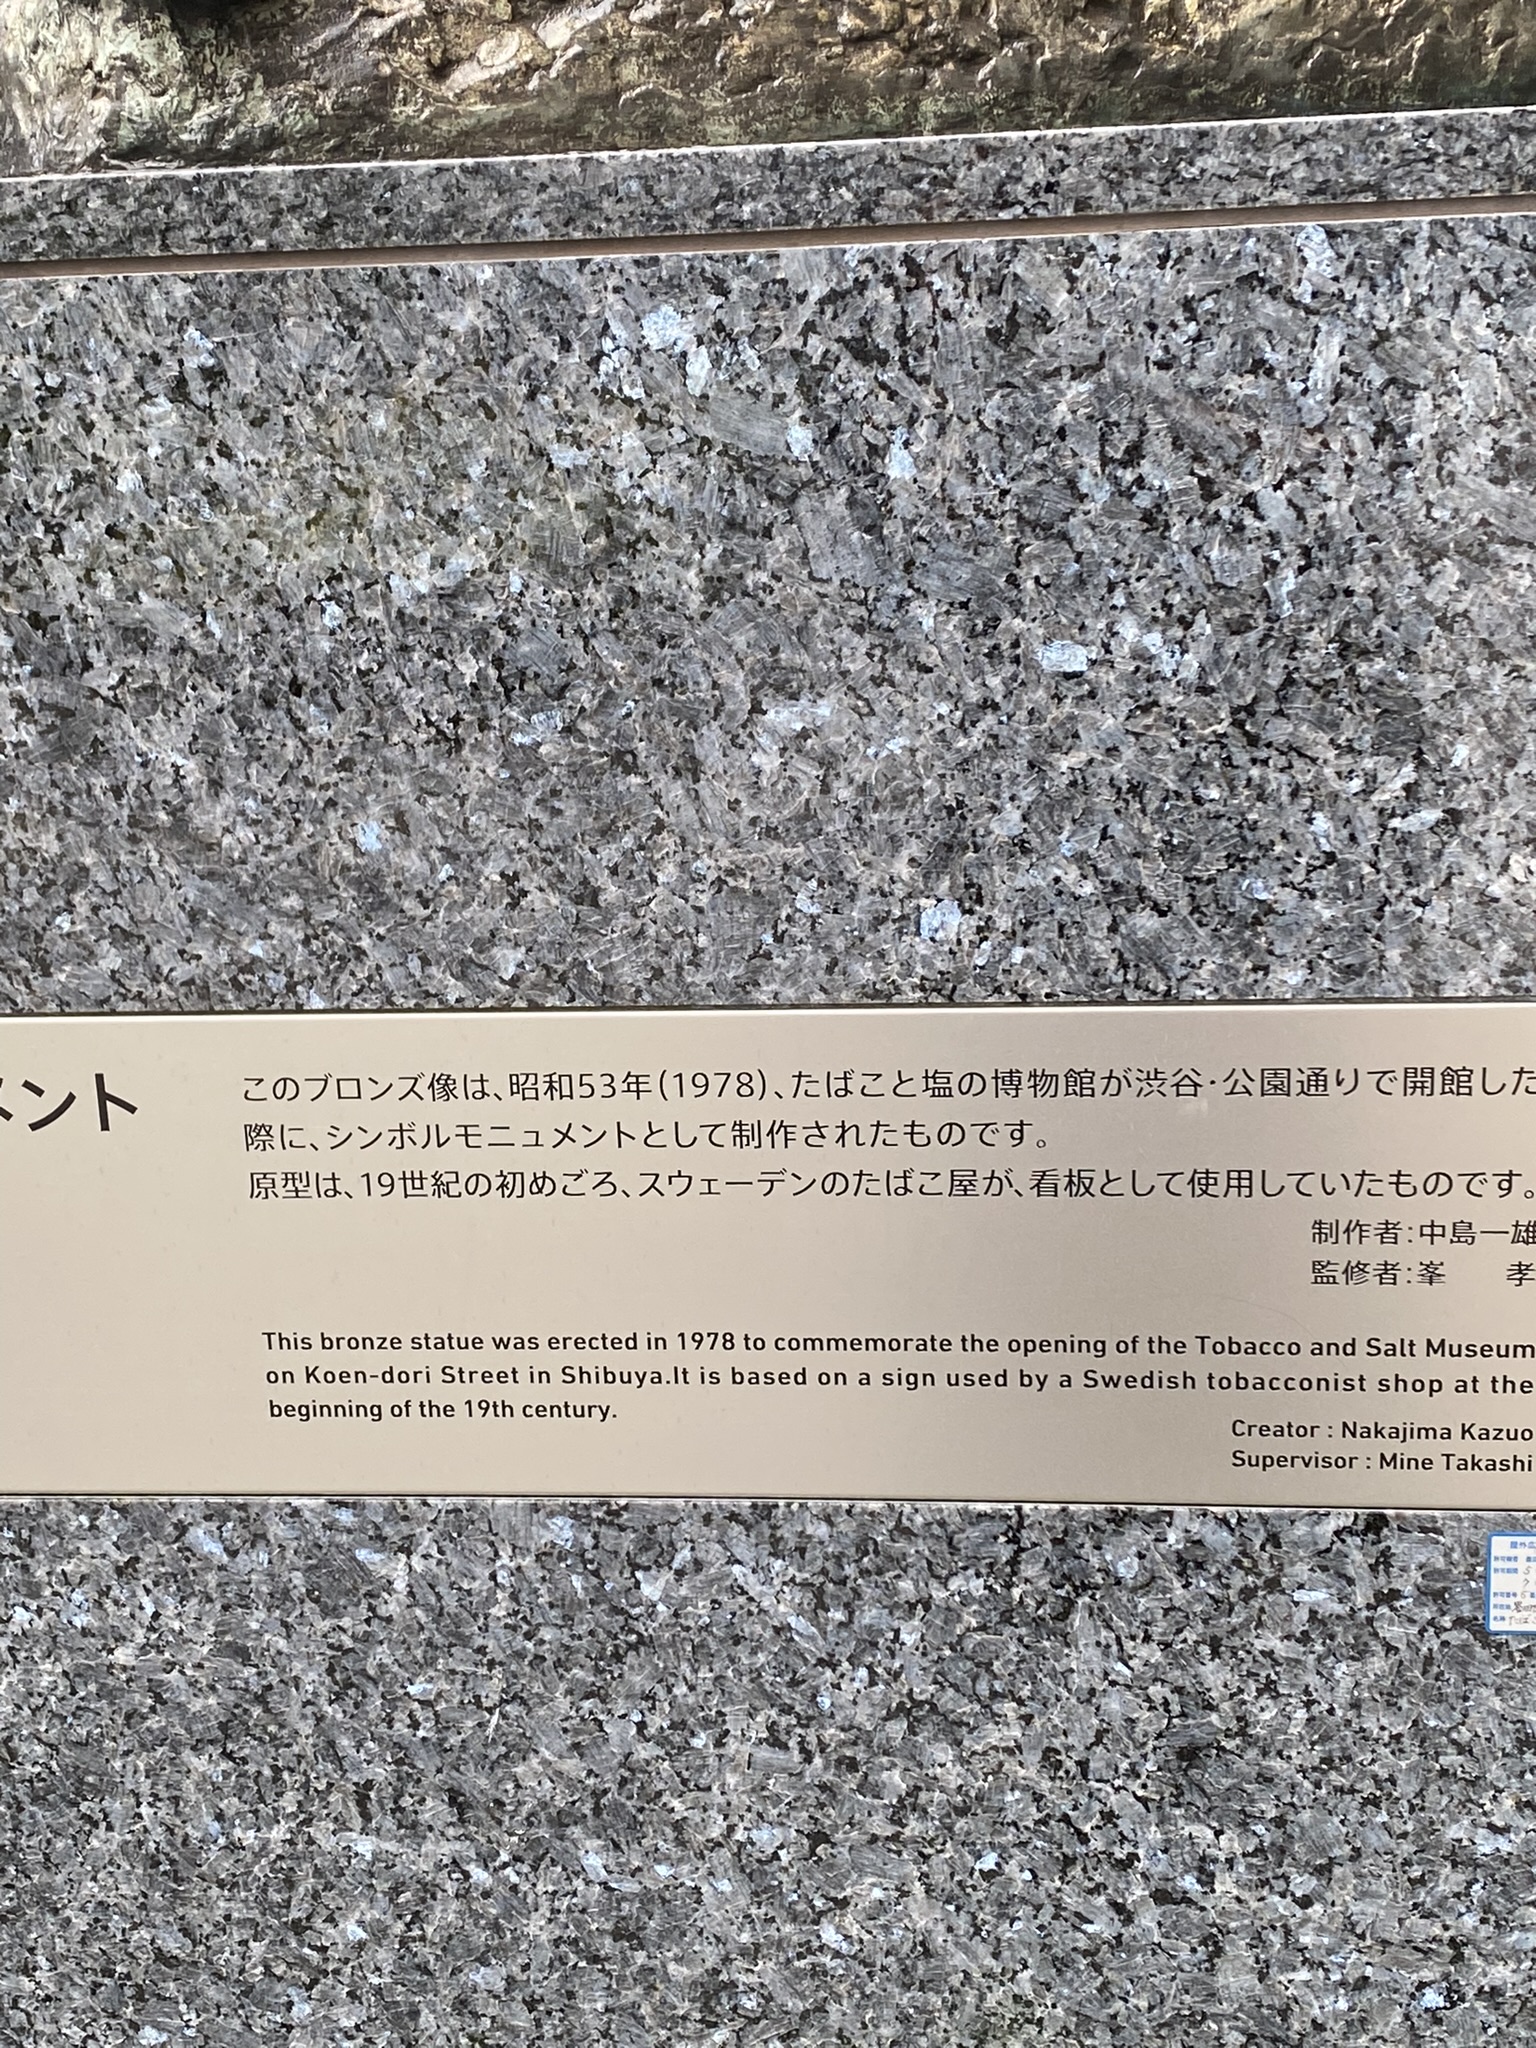 メント
このブロンズ像は、昭和53年(1978)、たばこと塩の博物館が渋谷・公園通りで開館した
際に、シンボルモニュメントとして制作されたものです。
原型は、19世紀の初めごろ、スウェーデンのたばこ屋が、看板として使用していたものです。
制作者:中島一雄
監修者:峯　孝
This bronze statue was erected in 1978 to commemorate the opening of the Tobacco and Salt Museum
on Koen-dori Street in Shibuya.It is based on a sign used by a Swedish tobacconist shop at the
beginning of the 19th century.
Creator : Nakajima Kazuo
Supervisor : Mine Takashi
屋外広
許可番号